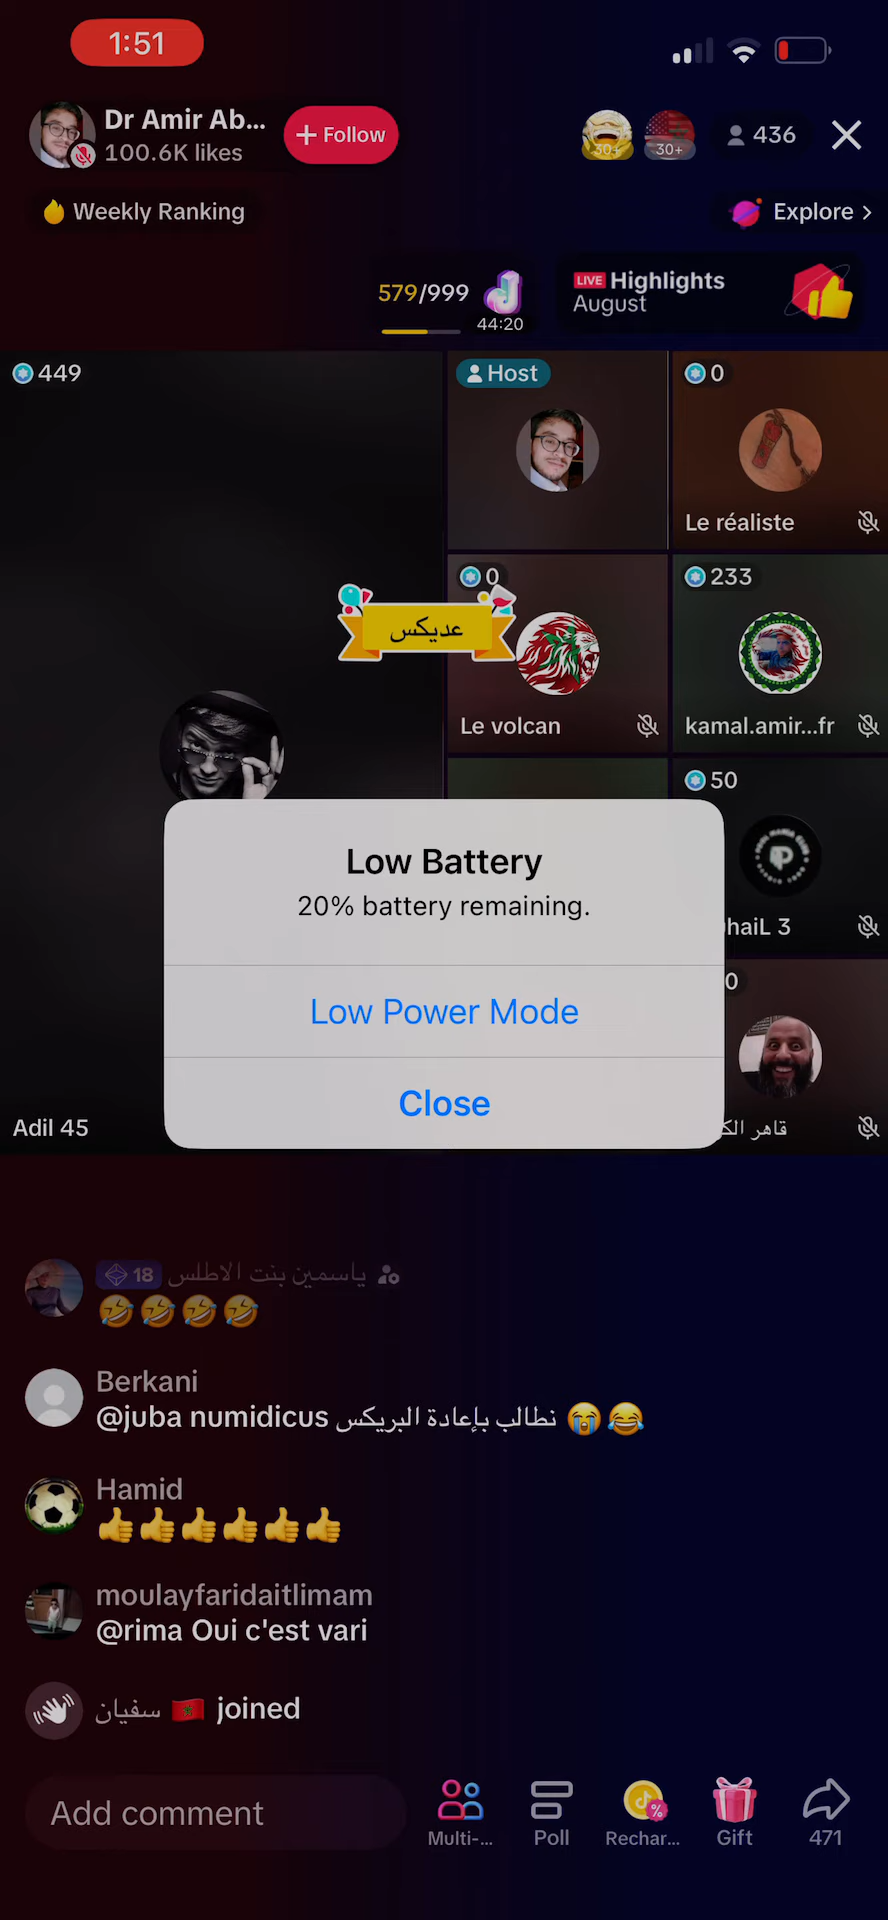 1:51
Dr Amir Ab...
100.6K likes
+ Follow
30+
30+
436
Weekly Ranking
Explore >
579/999
44:20
LIVE Highlights
August
449
Host
0
Le réaliste
0
233
عديكس
Le volcan
kamal.amir...fr
50
Low Battery
20% battery remaining.
haiL 3
0
Low Power Mode
Close
Adil 45
قاهر الك
18 ياسمين بنت الاطلس
🤣🤣🤣🤣
Berkani
@juba numidicus نطالب بإعادة البريكس 😭😂
Hamid
👍👍👍👍👍👍
moulayfaridaitlimam
@rima Oui c'est vari
سفيان 🇲🇦 joined
Add comment
Multi-...
Poll
Rechar...
Gift
471